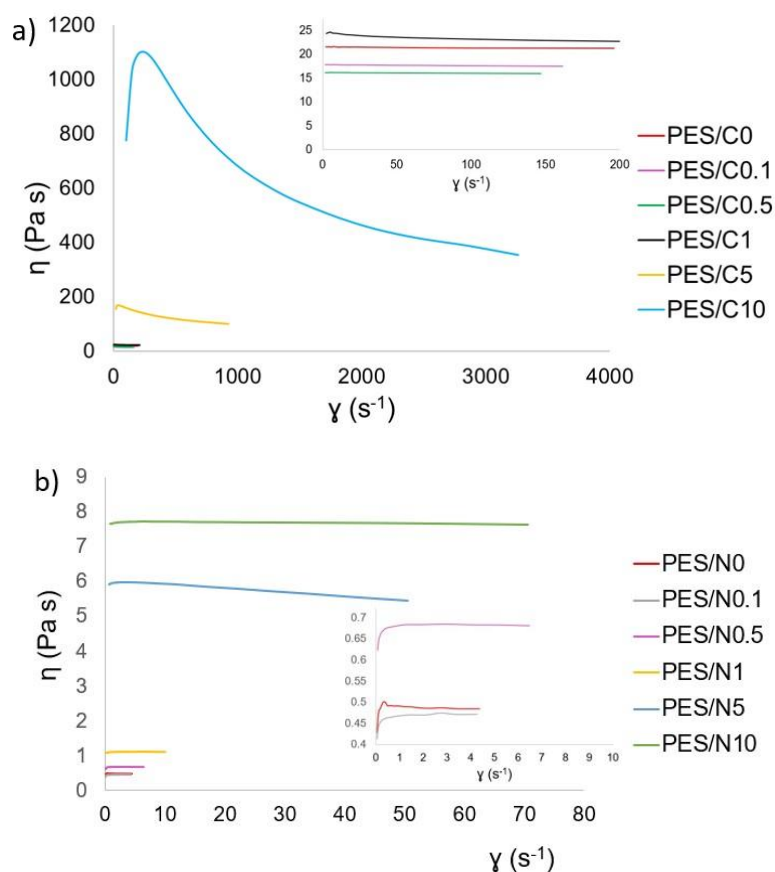 a)
1200
1000
800
600
400
200
0
η (Pa s)
0 1000 2000 3000 4000
Ɣ (s-1)
25
20
15
10
5
0
0 50 100 150 200
Ɣ (s-1)
PES/C0
PES/C0.1
PES/C0.5
PES/C1
PES/C5
PES/C10
b)
9
8
7
6
5
4
3
2
1
0
η (Pa s)
0 10 20 30 40 50 60 70 80
Ɣ (s-1)
0.7
0.65
0.6
0.55
0.5
0.45
0.4
0 1 2 3 4 5 6 7 8 9 10
Ɣ (s-1)
PES/N0
PES/N0.1
PES/N0.5
PES/N1
PES/N5
PES/N10